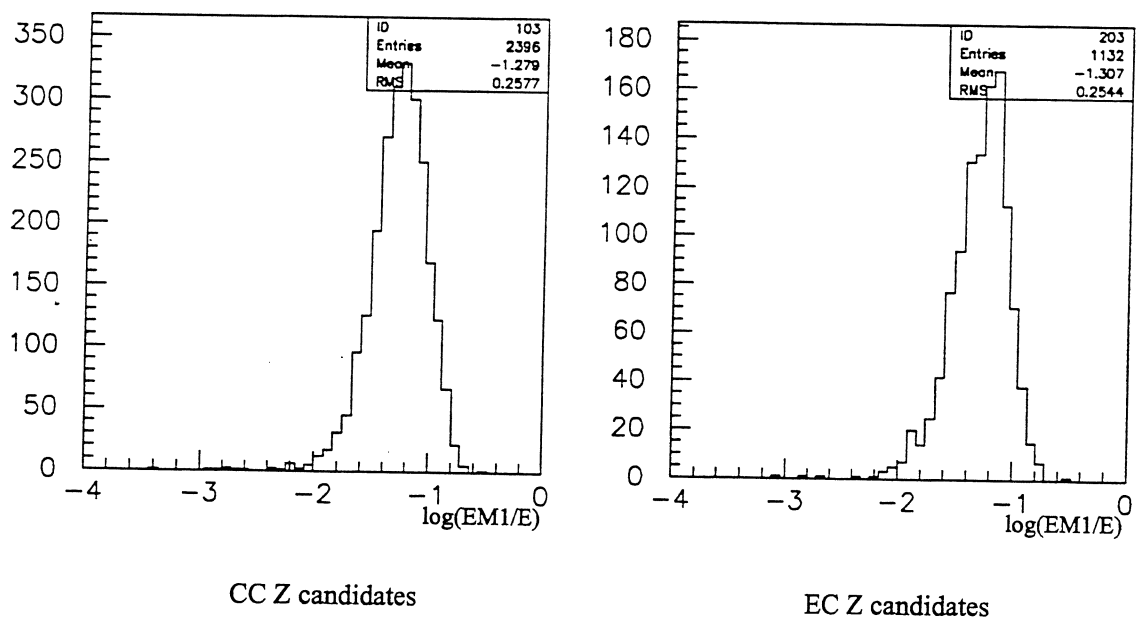 ID 103
Entries 2396
Mean -1.279
RMS 0.2577
350
300
250
200
150
100
50
0
-4 -3 -2 -1 0
log(EM1/E)
CC Z candidates
ID 203
Entries 1132
Mean -1.307
RMS 0.2544
180
160
140
120
100
80
60
40
20
0
-4 -3 -2 -1 0
log(EM1/E)
EC Z candidates